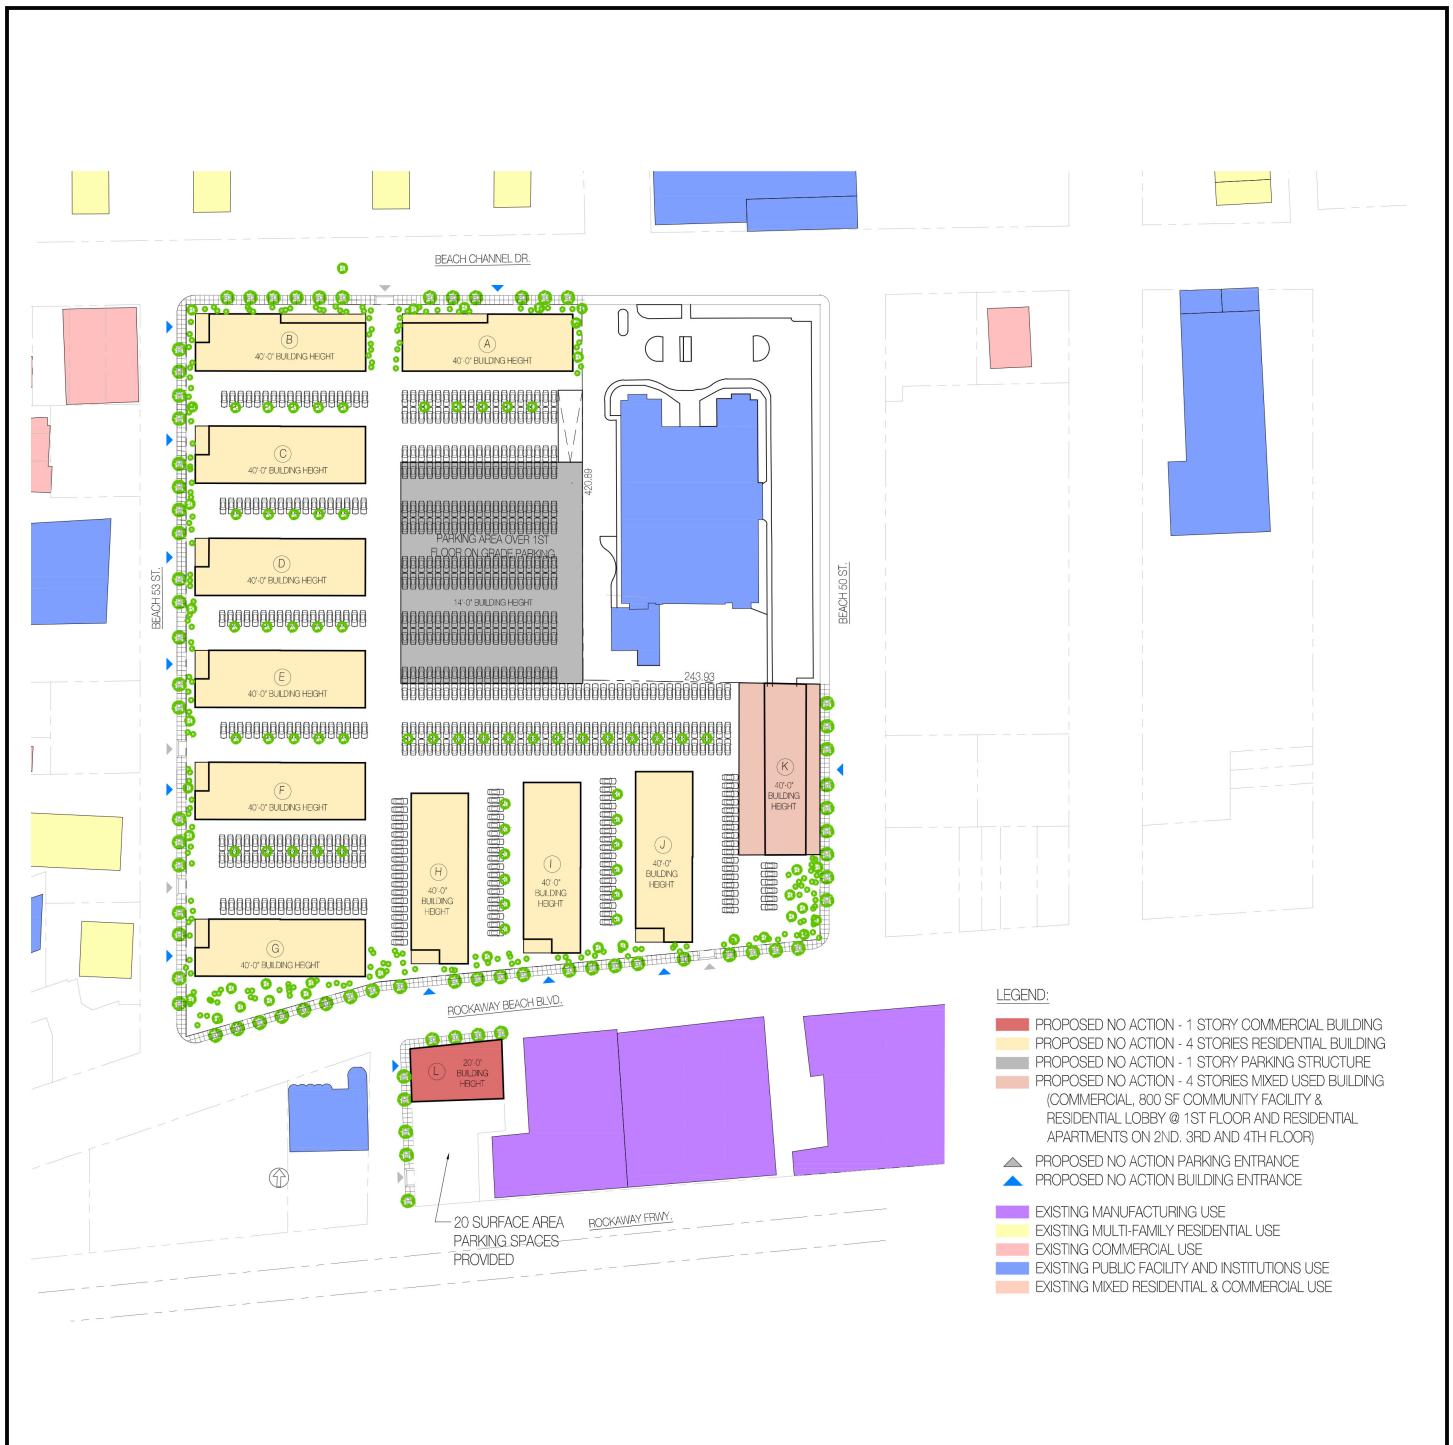 BEACH CHANNEL DR.
B
40'-0" BUILDING HEIGHT
A
40'-0" BUILDING HEIGHT
C
40'-0" BUILDING HEIGHT
420.89
PARKING AREA OVER 1ST
FLOOR ON GRADE PARKING
14'-0" BUILDING HEIGHT
D
40'-0" BUILDING HEIGHT
BEACH 53 ST.
BEACH 50 ST.
E
40'-0" BUILDING HEIGHT
243.93
F
40'-0" BUILDING HEIGHT
K
40'-0"
BUILDING
HEIGHT
H
40'-0"
BUILDING
HEIGHT
I
40'-0"
BUILDING
HEIGHT
J
40'-0"
BUILDING
HEIGHT
G
40'-0" BUILDING HEIGHT
ROCKAWAY BEACH BLVD.
L
20'-0"
BUILDING
HEIGHT
20 SURFACE AREA
PARKING SPACES
PROVIDED
ROCKAWAY FRWY.
LEGEND:
PROPOSED NO ACTION - 1 STORY COMMERCIAL BUILDING
PROPOSED NO ACTION - 4 STORIES RESIDENTIAL BUILDING
PROPOSED NO ACTION - 1 STORY PARKING STRUCTURE
PROPOSED NO ACTION - 4 STORIES MIXED USED BUILDING
(COMMERCIAL, 800 SF COMMUNITY FACILITY &
RESIDENTIAL LOBBY @ 1ST FLOOR AND RESIDENTIAL
APARTMENTS ON 2ND. 3RD AND 4TH FLOOR)
PROPOSED NO ACTION PARKING ENTRANCE
PROPOSED NO ACTION BUILDING ENTRANCE
EXISTING MANUFACTURING USE
EXISTING MULTI-FAMILY RESIDENTIAL USE
EXISTING COMMERCIAL USE
EXISTING PUBLIC FACILITY AND INSTITUTIONS USE
EXISTING MIXED RESIDENTIAL & COMMERCIAL USE